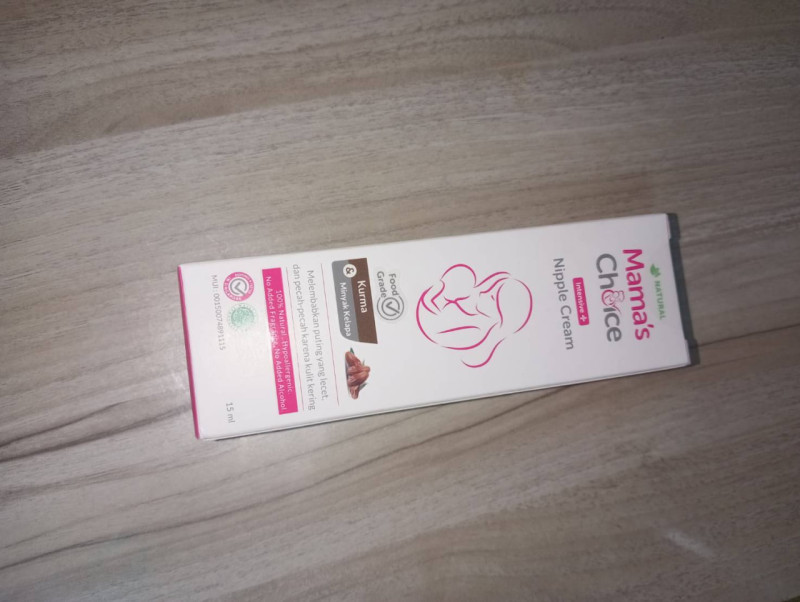 NATURAL
Mama's
Choice
Intensive +
Nipple Cream
Food
Grade
Kurma
& Minyak Kelapa
Melembabkan puting yang lecet,
dan pecah-pecah karena kulit kering
100% Natural, Hypoallergenic
No Added Fragrance, No Added Alcohol
15 ml